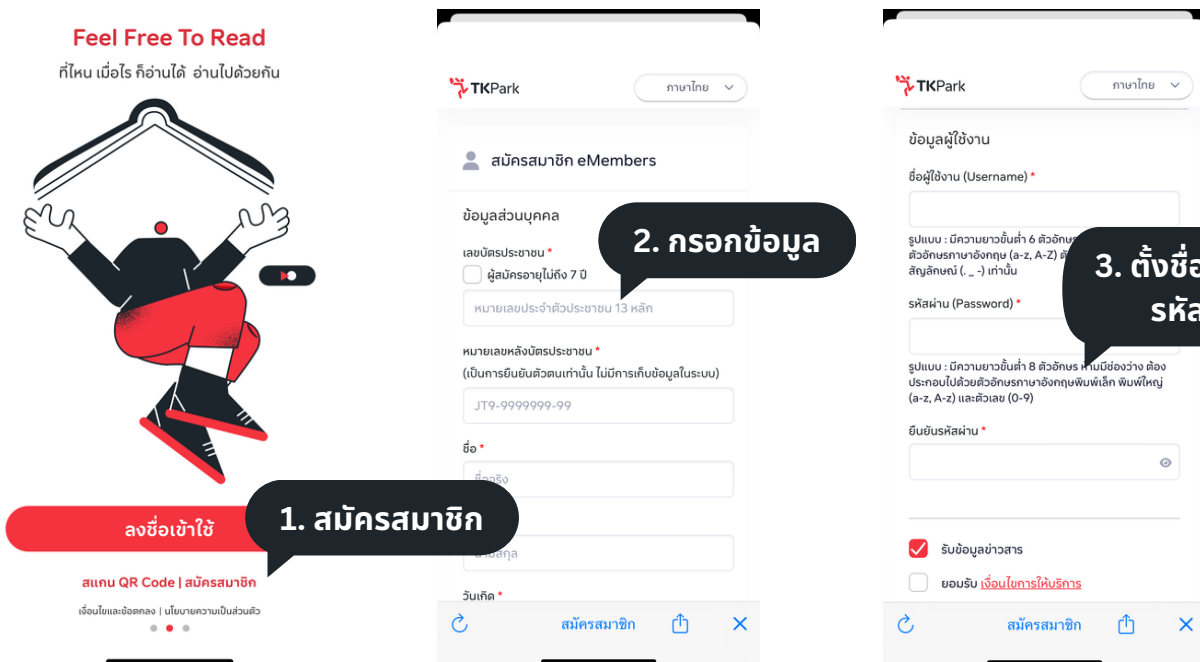 Feel Free To Read
ที่ไหน เมื่อไร ก็อ่านได้ อ่านไปด้วยกัน
ลงชื่อเข้าใช้
สแกน QR Code | สมัครสมาชิก
เงื่อนไขและข้อตกลง | นโยบายความเป็นส่วนตัว
1. สมัครสมาชิก
TKPark
ภาษาไทย
สมัครสมาชิก eMembers
ข้อมูลส่วนบุคคล
เลขบัตรประชาชน *
ผู้สมัครอายุไม่ถึง 7 ปี
หมายเลขประจำตัวประชาชน 13 หลัก
หมายเลขหลังบัตรประชาชน *
(เป็นการยืนยันตัวตนเท่านั้น ไม่มีการเก็บข้อมูลในระบบ)
JT9-9999999-99
ชื่อ *
ชื่อจริง
นามสกุล
วันเกิด *
สมัครสมาชิก
2. กรอกข้อมูล
TKPark
ภาษาไทย
ข้อมูลผู้ใช้งาน
ชื่อผู้ใช้งาน (Username) *
รูปแบบ : มีความยาวขั้นต่ำ 6
ตัวอักษรภาษาอังกฤษ (a-z, A-Z)
สัญลักษณ์ (. _ -) เท่านั้น
รหัสผ่าน (Password) *
รูปแบบ : มีความยาวขั้นต่ำ 8 ตัวอักษร ห้ามมีช่องว่าง ต้อง
ประกอบไปด้วยตัวอักษรภาษาอังกฤษพิมพ์เล็ก พิมพ์ใหญ่
(a-z, A-z) และตัวเลข (0-9)
ยืนยันรหัสผ่าน *
รับข้อมูลข่าวสาร
ยอมรับ เงื่อนไขการให้บริการ
สมัครสมาชิก
3. ตั้งชื่อ